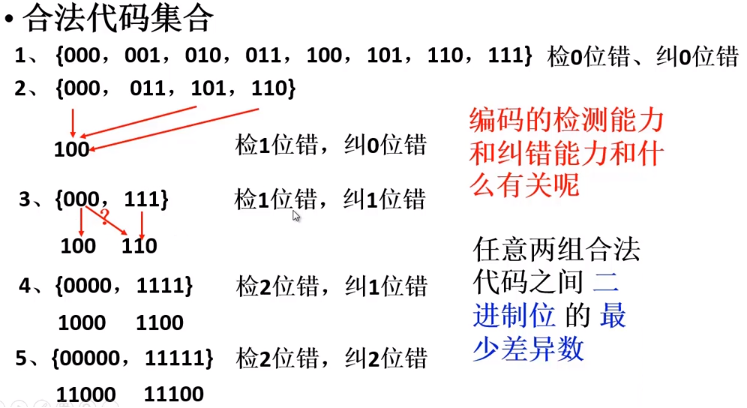 • 合法代码集合
1、 {000，001，010，011，100，101，110，111} 检0位错、纠0位错
2、 {000， 011，101，110}
100 检1位错，纠0位错
编码的检测能力
和纠错能力和什
么有关呢
3、{000，111} 检1位错，纠1位错
?
100 110
任意两组合法
代码之间 二
进制位 的 最
少差异数
4、{0000，1111} 检2位错，纠1位错
1000 1100
5、{00000，11111} 检2位错，纠2位错
11000 11100